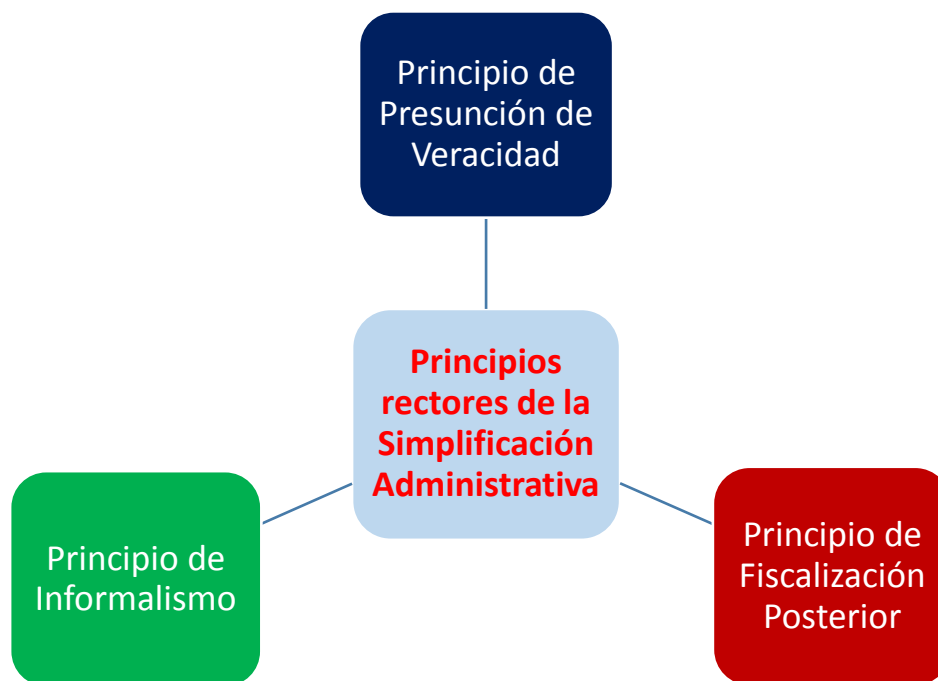 Principio de
Presunción de
Veracidad
Principios
rectores de la
Simplificación
Administrativa
Principio de
Informalismo
Principio de
Fiscalización
Posterior